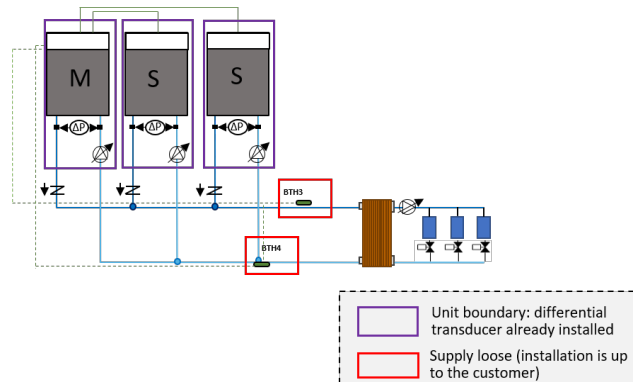 M
S
S
ΔP
ΔP
ΔP
BTH3
BTH4
Unit boundary: differential
transducer already installed
Supply loose (installation is up
to the customer)